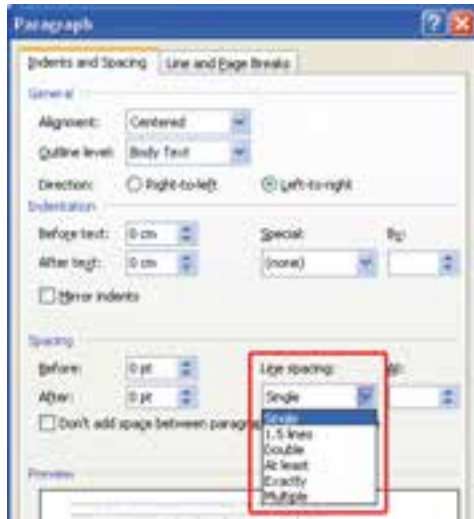 Paragraph
Indents and Spacing Line and Page Breaks
General
Alignment: Centered
Outline level: Body Text
Direction: Right-to-left Left-to-right
Indentation
Before text: 0 cm Special: By:
After text: 0 cm (none)
Mirror indents
Spacing
Before: 0 pt Line spacing: At:
After: 0 pt Single
Don't add space between paragrap
Single
1.5 lines
Double
At least
Exactly
Multiple
Preview